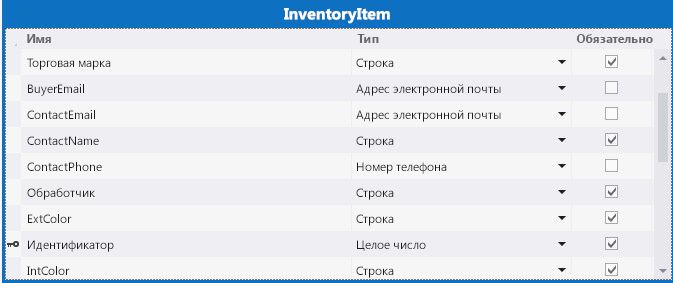 InventoryItem
Имя Тип Обязательно
Торговая марка Строка
BuyerEmail Адрес электронной почты
ContactEmail Адрес электронной почты
ContactName Строка
ContactPhone Номер телефона
Обработчик Строка
ExtColor Строка
Идентификатор Целое число
IntColor Строка